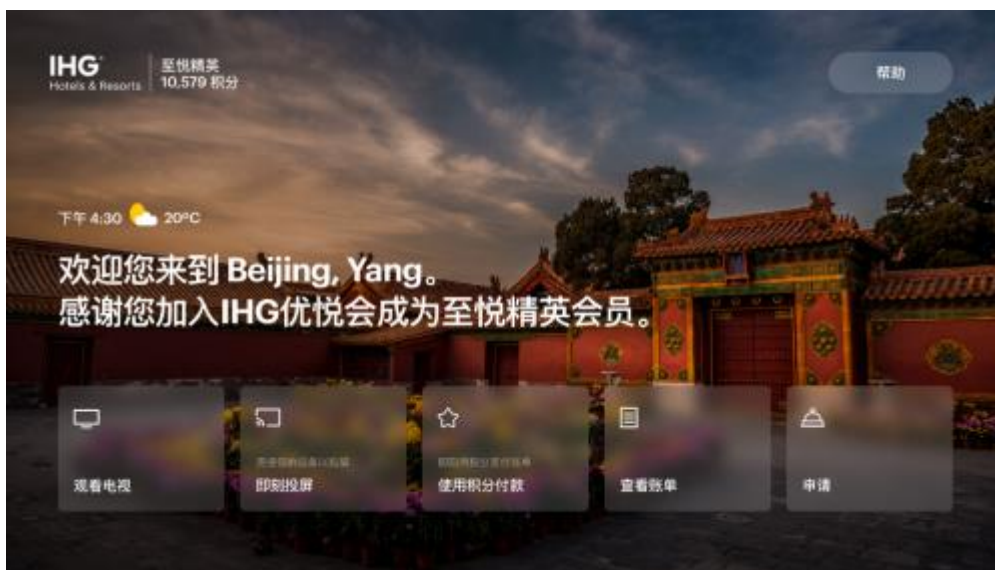 IHG
Hotels & Resorts
至悦精英
10,579 积分
帮助
下午 4:30
20°C
欢迎您来到 Beijing, Yang。
感谢您加入IHG优悦会成为至悦精英会员。
观看电视
即刻投屏
使用积分付款
查看账单
申请